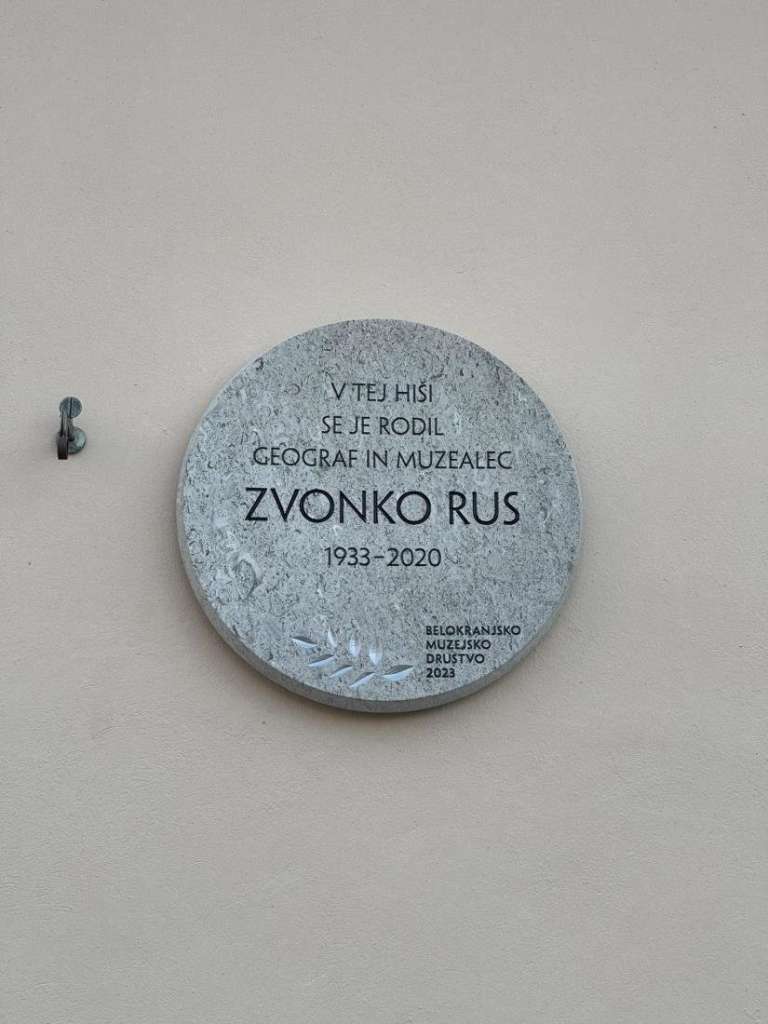 V TEJ HIŠI
SE JE RODIL
GEOGRAF IN MUZEALEC
ZVONKO RUS
1933–2020
BELOKRANJSKO
MUZEJSKO
DRUŠTVO
2023